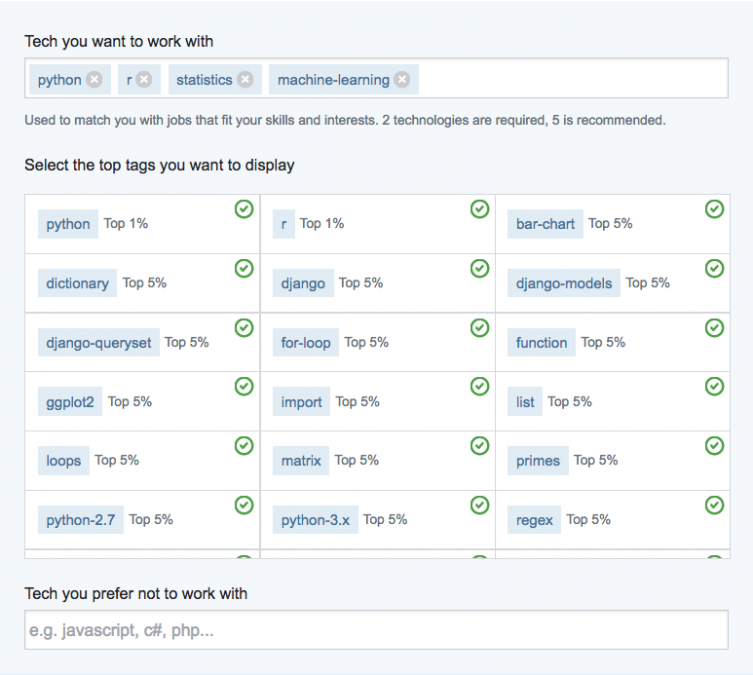 Tech you want to work with
python r statistics machine-learning
Used to match you with jobs that fit your skills and interests. 2 technologies are required, 5 is recommended.
Select the top tags you want to display
python Top 1% r Top 1% bar-chart Top 5%
dictionary Top 5% django Top 5% django-models Top 5%
django-queryset Top 5% for-loop Top 5% function Top 5%
ggplot2 Top 5% import Top 5% list Top 5%
loops Top 5% matrix Top 5% primes Top 5%
python-2.7 Top 5% python-3.x Top 5% regex Top 5%
Tech you prefer not to work with
e.g. javascript, c#, php...